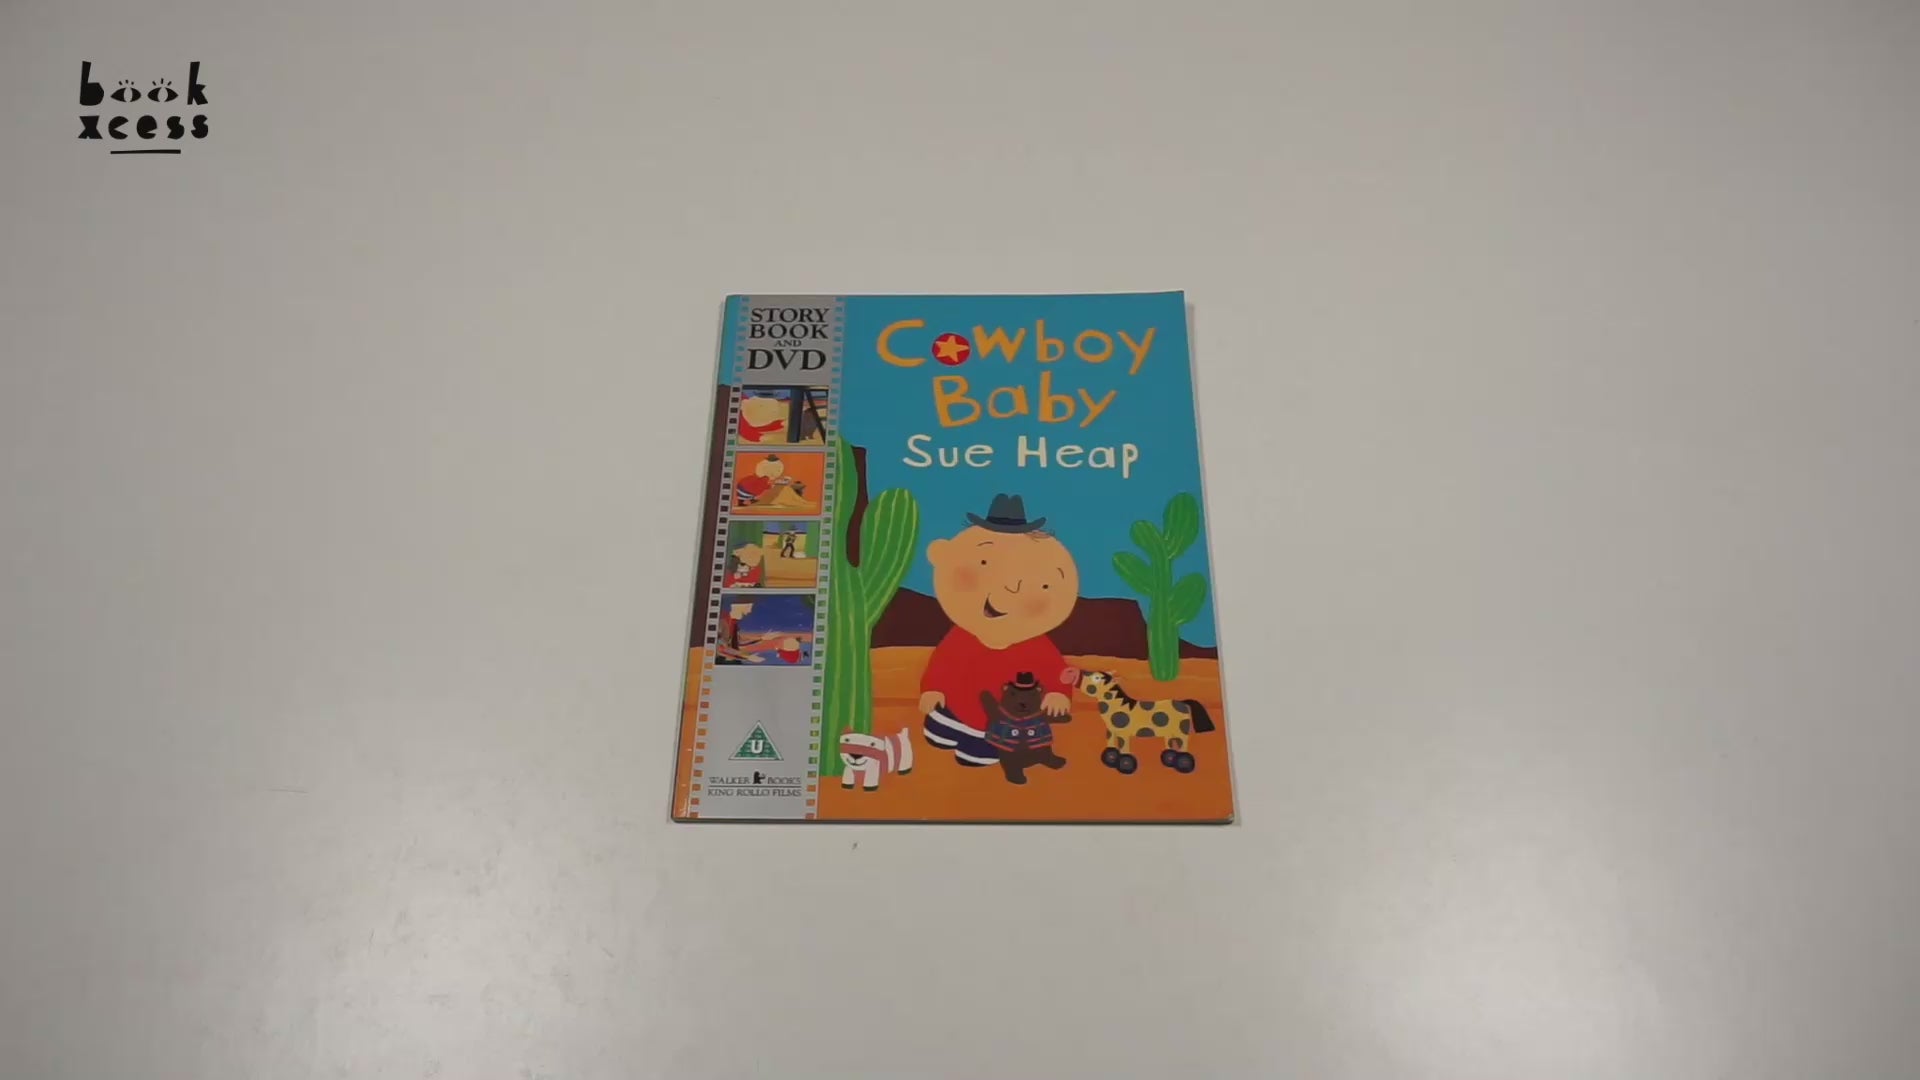 book
xcess
STORY
BOOK
AND
DVD
Cowboy
Baby
Sue Heap
U
WALKER BOOKS
KING ROLLO FILMS